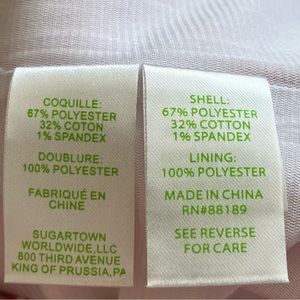 COQUILLE:
67% POLYESTER
32% COTON
1% SPANDEX
DOUBLURE:
100% POLYESTER
FABRIQUÉ EN
CHINE
SUGARTOWN
WORLDWIDE,LLC
800 THIRD AVENUE
KING OF PRUSSIA,PA
SHELL:
67% POLYESTER
32% COTTON
1% SPANDEX
LINING:
100% POLYESTER
MADE IN CHINA
RN#88189
SEE REVERSE
FOR CARE